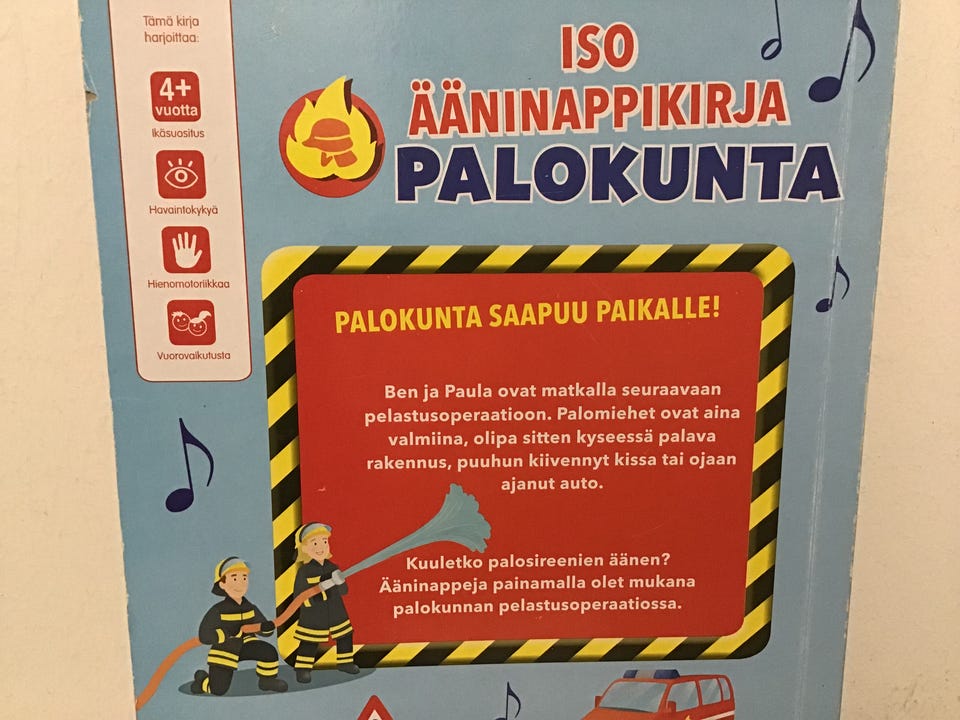 Tämä kirja
harjoittaa:
4+
vuotta
Ikäsuositus
Havaintokykyä
Hienomotoriikkaa
Vuorovaikutusta
ISO
ÄÄNINAPPIKIRJA
PALOKUNTA
PALOKUNTA SAAPUU PAIKALLE!
Ben ja Paula ovat matkalla seuraavaan
pelastusoperaatioon. Palomiehet ovat aina
valmiina, olipa sitten kyseessä palava
rakennus, puuhun kiivennyt kissa tai ojaan
ajanut auto.
Kuuletko palosireenien äänen?
Ääninappeja painamalla olet mukana
palokunnan pelastusoperaatiossa.